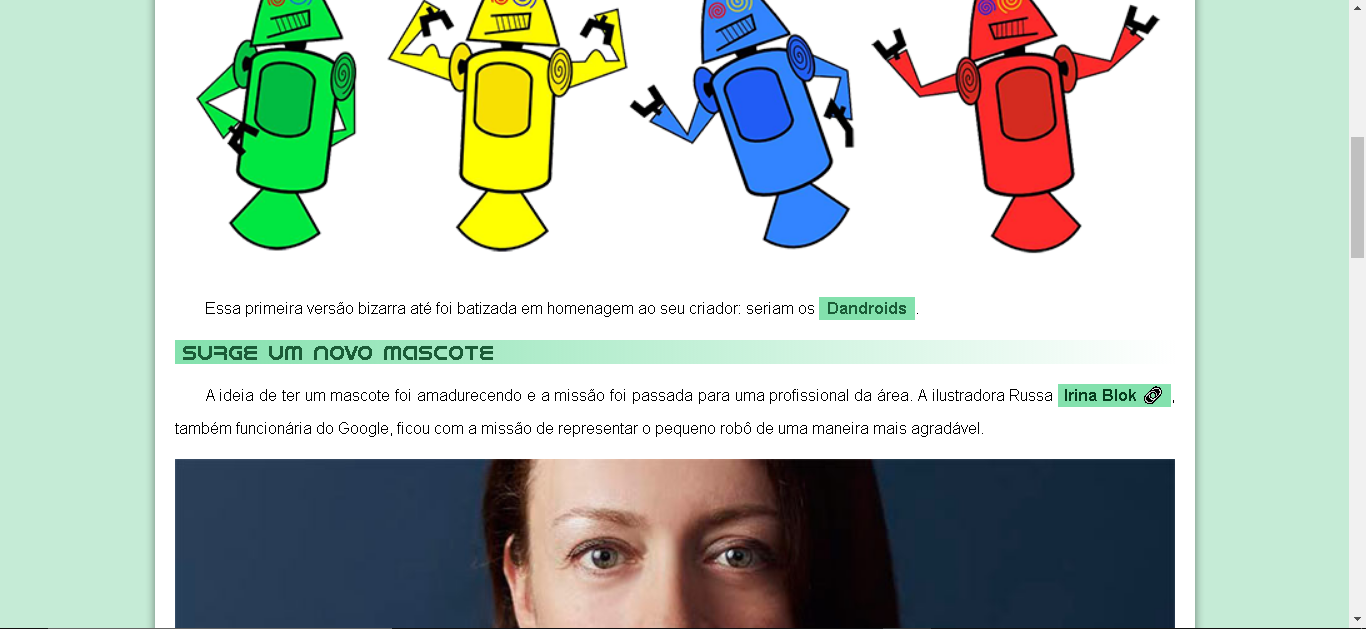 Essa primeira versão bizarra até foi batizada em homenagem ao seu criador: seriam os Dandroids.
SURGE UM NOVO MASCOTE
A ideia de ter um mascote foi amadurecendo e a missão foi passada para uma profissional da área. A ilustradora Russa Irina Blok,
também funcionária do Google, ficou com a missão de representar o pequeno robô de uma maneira mais agradável.